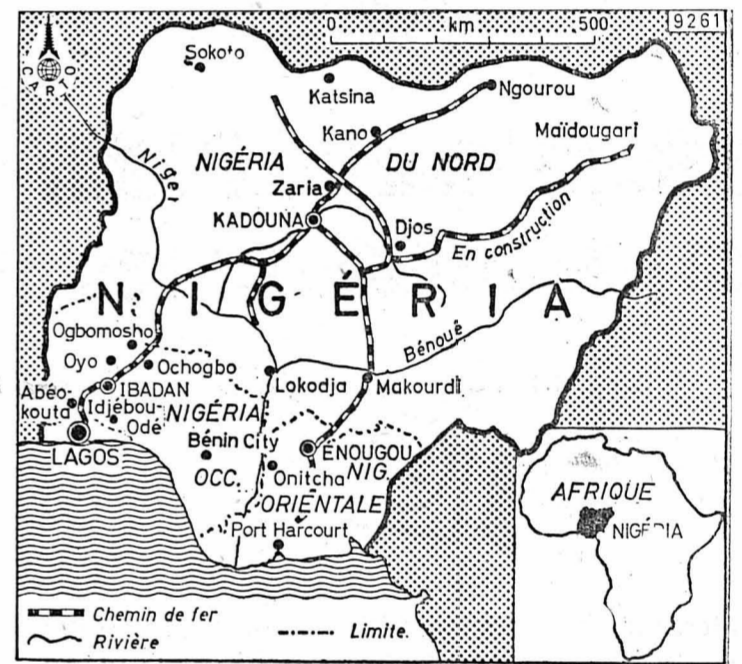 0 km 500
9261
CARTO
Sokoto
Katsina
Ngourou
Kano
Maïdougari
Niger
NIGÉRIA DU NORD
Zaria
KADOUNA
Djos
En construction
NIGÉRIA
Bénoué
Ogbomosho
Oyo
Ochogbo
Lokodja
Makourdi
Abéo-
kouta
IBADAN
Idjébou-
Odé
NIGÉRIA
OCC.
LAGOS
Bénin City
ÉNOUGOU
Onitcha
NIG.
ORIENTALE
Port Harcourt
AFRIQUE
NIGÉRIA
Chemin de fer
Rivière
Limite.